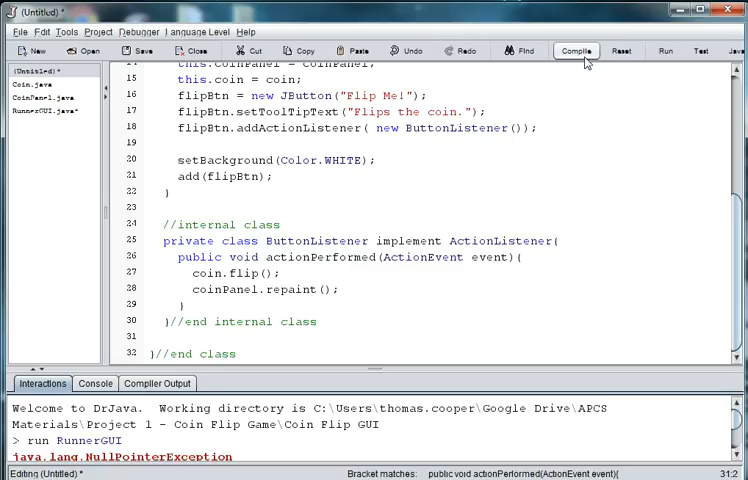 (Untitled) *
File Edit Tools Project Debugger Language Level Help
New Open Save Close Cut Copy Paste Undo Redo Find Compile Reset Run Test
(Untitled) *
Coin.java
CoinPanel.java
RunnerGUI.java*
this.coinPanel = coinPanel;
15 this.coin = coin;
16 flipBtn = new JButton("Flip Me!");
17 flipBtn.setToolTipText("Flips the coin.");
18 flipBtn.addActionListener( new ButtonListener());
19
20 setBackground(Color.WHITE);
21 add(flipBtn);
22 }
23
24 //internal class
25 private class ButtonListener implement ActionListener{
26 public void actionPerformed(ActionEvent event){
27 coin.flip();
28 coinPanel.repaint();
29 }
30 }//end internal class
31
32 }//end class
Interactions Console Compiler Output
Welcome to DrJava. Working directory is C:\Users\thomas.cooper\Google Drive\APCS
Materials\Project 1 - Coin Flip Game\Coin Flip GUI
> run RunnerGUI
java.lang.NullPointerException
Editing (Untitled) * Bracket matches: public void actionPerformed(ActionEvent event){ 31:2